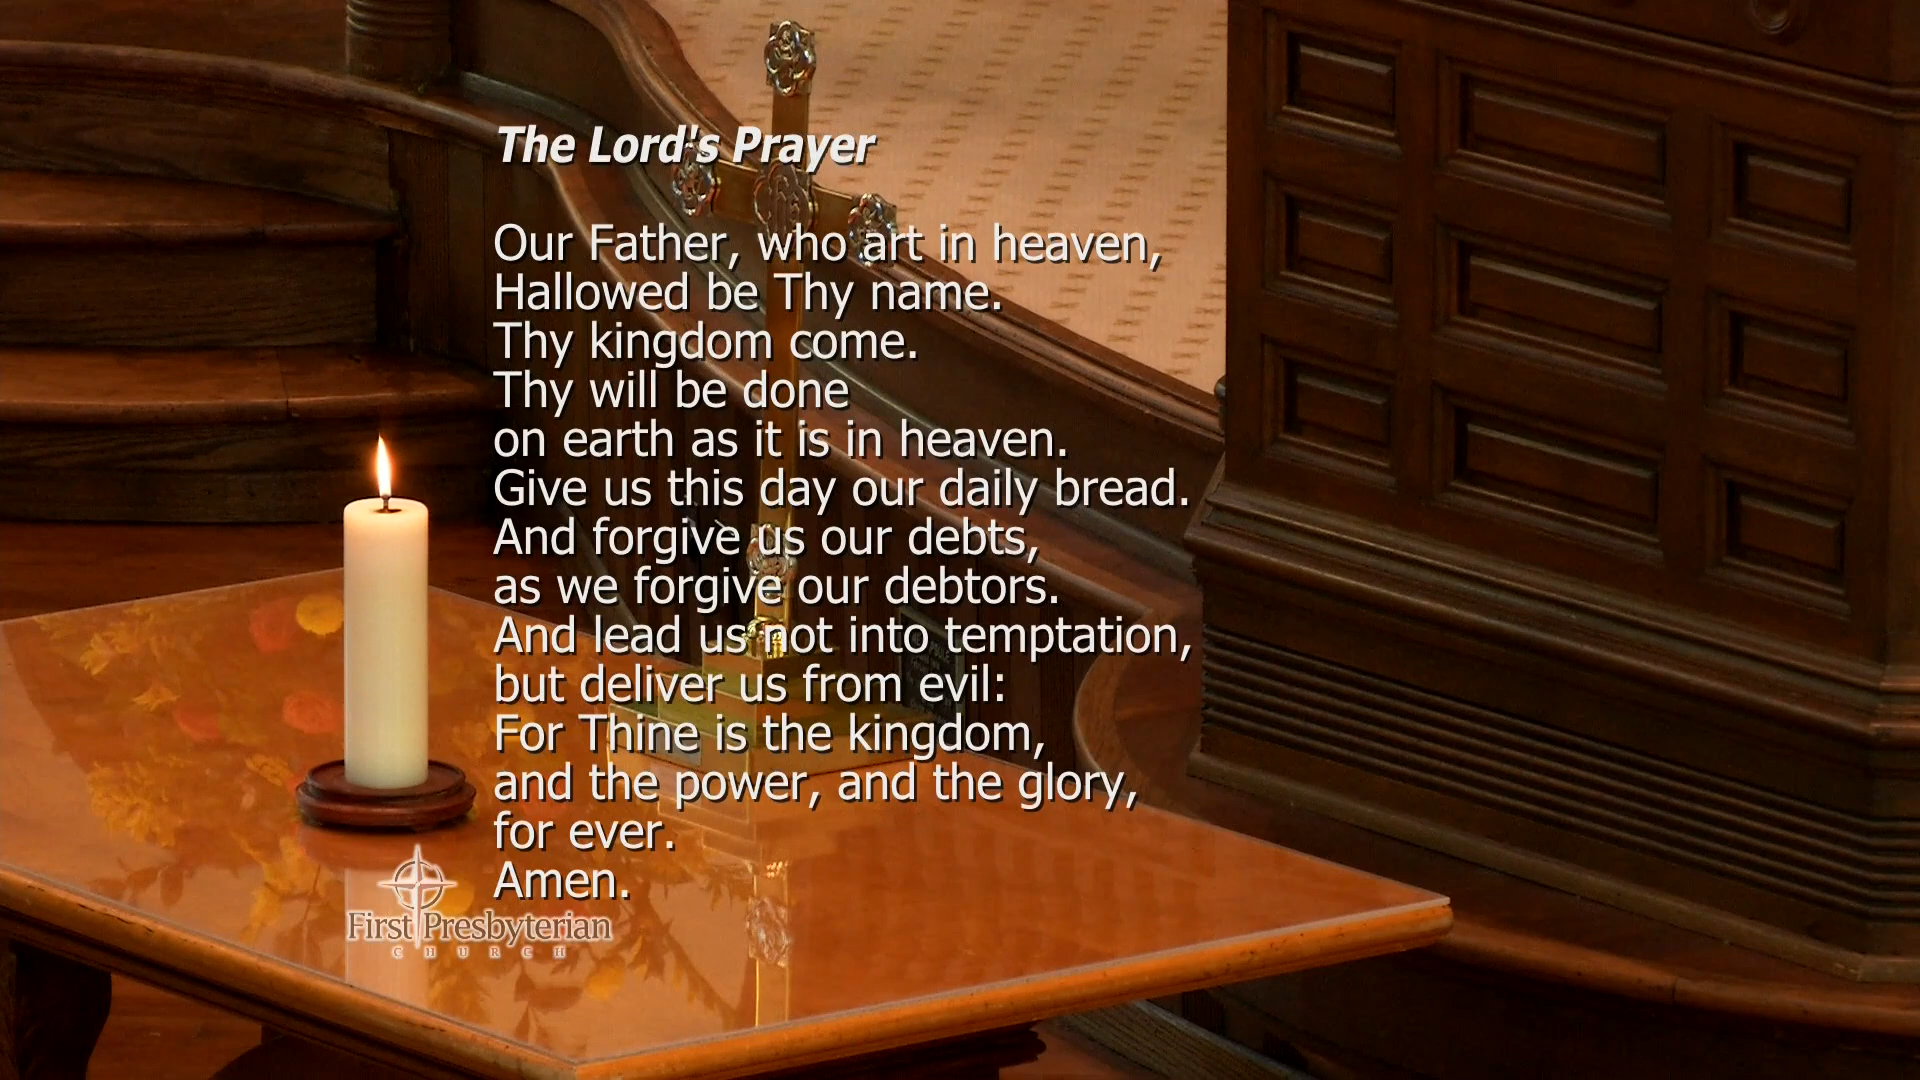 The Lord's Prayer
Our Father, who art in heaven,
Hallowed be Thy name.
Thy kingdom come.
Thy will be done
on earth as it is in heaven.
Give us this day our daily bread.
And forgive us our debts,
as we forgive our debtors.
And lead us not into temptation,
but deliver us from evil:
For Thine is the kingdom,
and the power, and the glory,
for ever.
Amen.
First Presbyterian
CHURCH